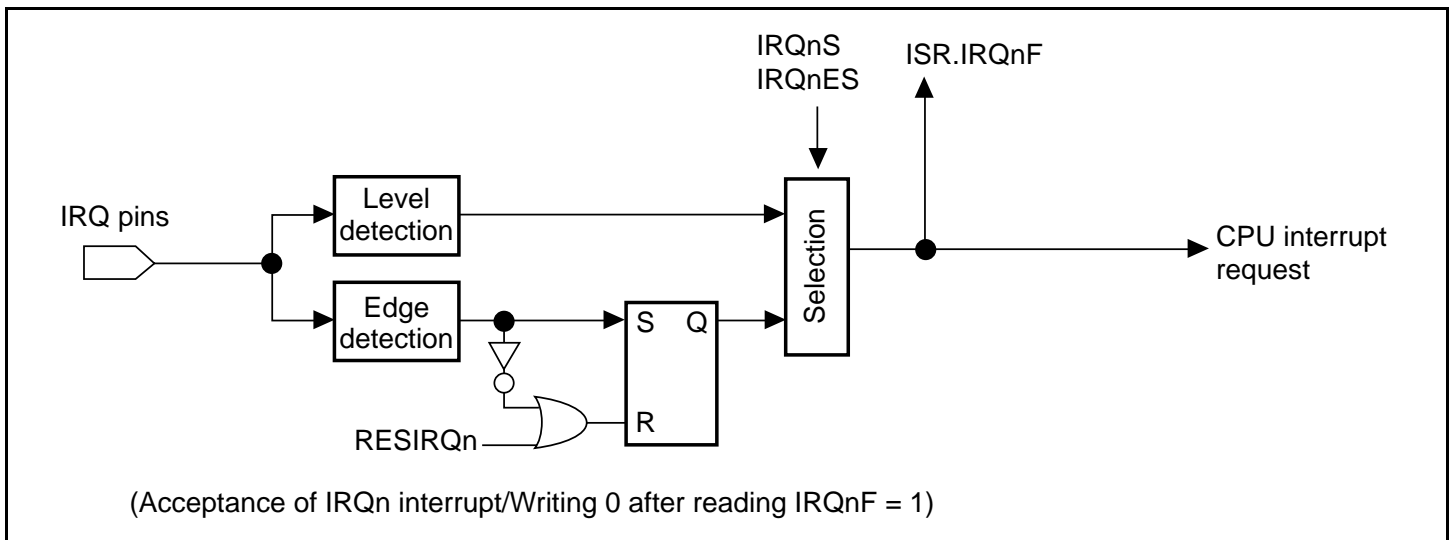 IRQnS
IRQnES
ISR.IRQnF
IRQ pins
Level
detection
Edge
detection
S Q
R
RESIRQn
Selection
CPU interrupt
request
(Acceptance of IRQn interrupt/Writing 0 after reading IRQnF = 1)